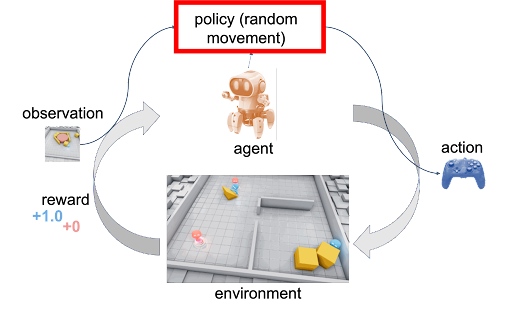 policy (random
movement)
observation
agent
action
reward
+1.0
+0
environment